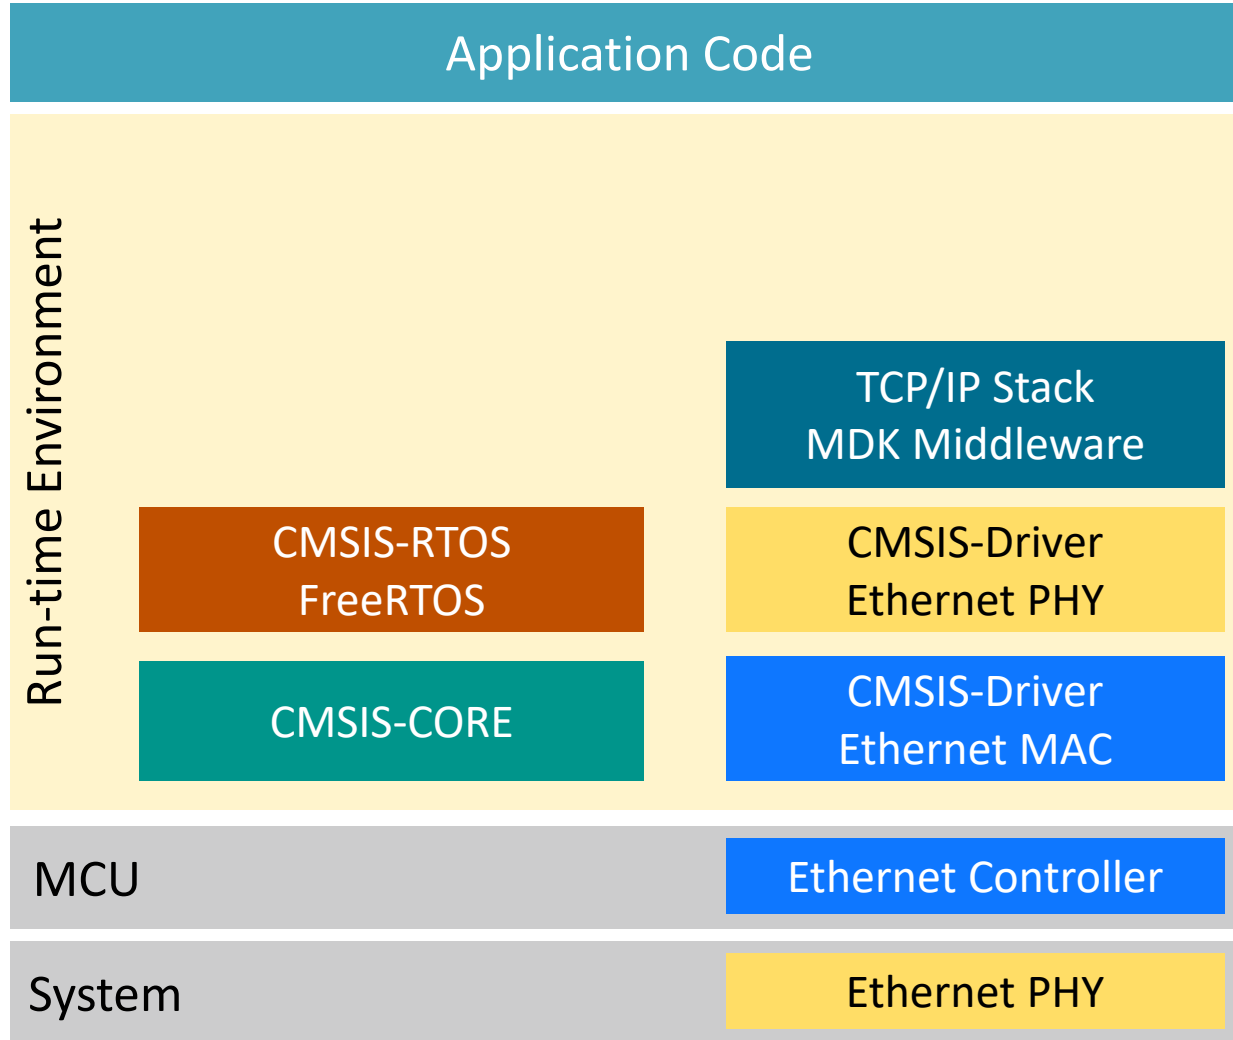 Application Code
Run-time Environment
TCP/IP Stack
MDK Middleware
CMSIS-RTOS
FreeRTOS
CMSIS-Driver
Ethernet PHY
CMSIS-CORE
CMSIS-Driver
Ethernet MAC
MCU
Ethernet Controller
System
Ethernet PHY